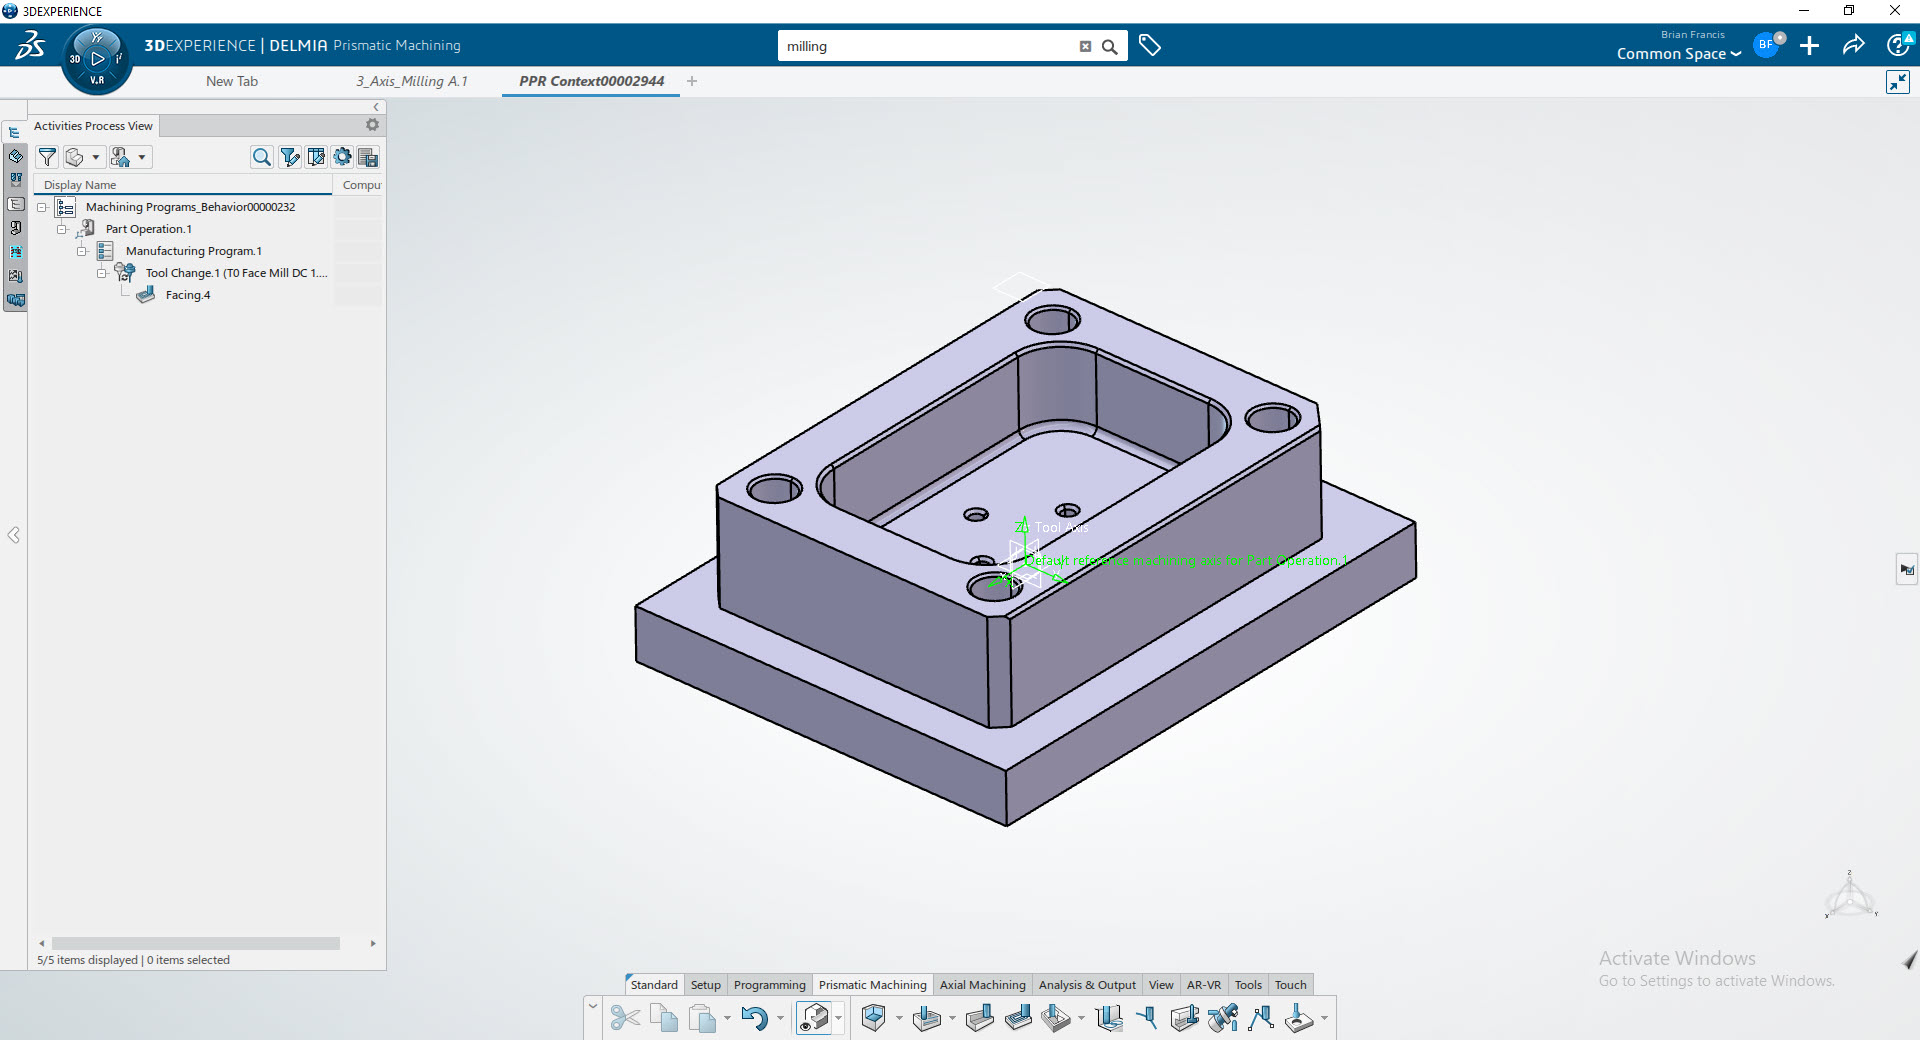 3DEXPERIENCE
3DEXPERIENCE | DELMIA Prismatic Machining
milling
Brian Francis
Common Space
BF
3D
V.R
New Tab
3_Axis_Milling A.1
PPR Context00002944
Activities Process View
Display Name
Compu
Machining Programs_Behavior00000232
Part Operation.1
Manufacturing Program.1
Tool Change.1 (T0 Face Mill DC 1....
Facing.4
Tool Axis
Default reference machining axis for Part Operation.1
z
x
y
5/5 items displayed | 0 items selected
Activate Windows
Go to Settings to activate Windows.
Standard
Setup
Programming
Prismatic Machining
Axial Machining
Analysis & Output
View
AR-VR
Tools
Touch